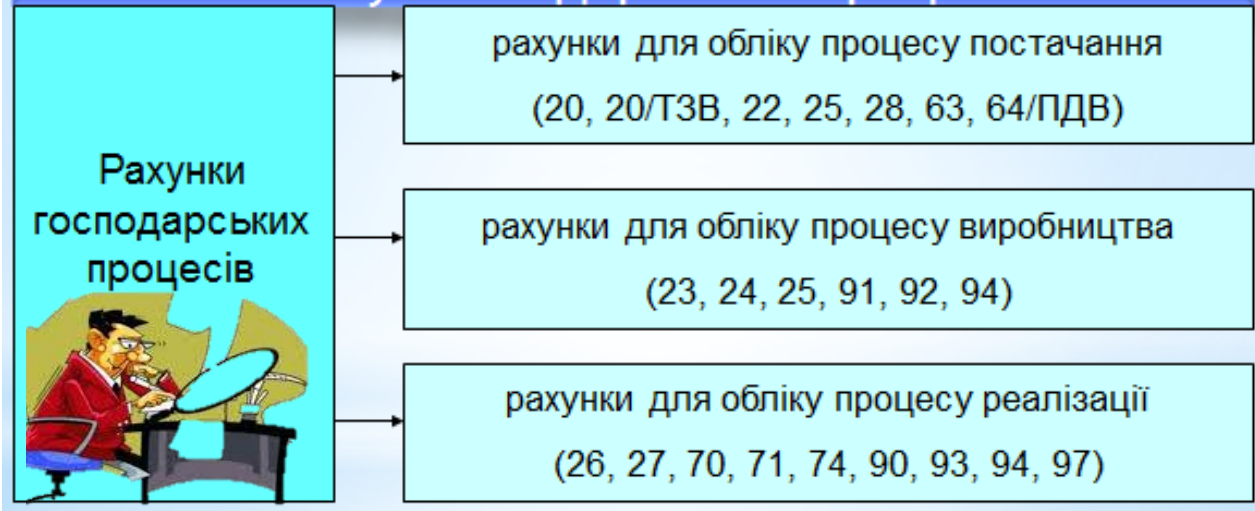 Рахунки
господарських
процесів
рахунки для обліку процесу постачання
(20, 20/ТЗВ, 22, 25, 28, 63, 64/ПДВ)
рахунки для обліку процесу виробництва
(23, 24, 25, 91, 92, 94)
рахунки для обліку процесу реалізації
(26, 27, 70, 71, 74, 90, 93, 94, 97)